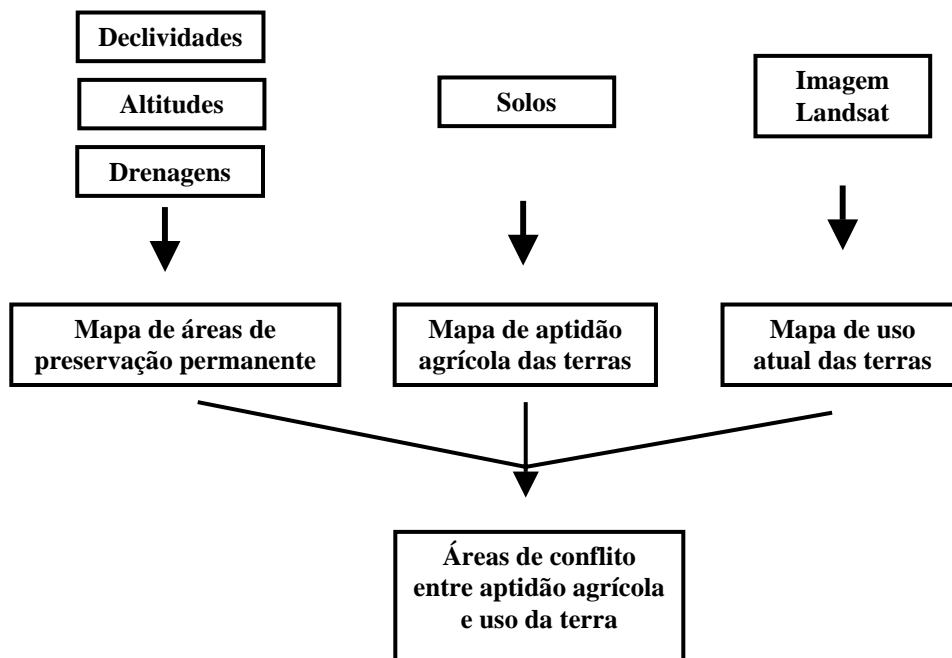 Declividades
Altitudes
Drenagens
Solos
Imagem
Landsat
Mapa de áreas de
preservação permanente
Mapa de aptidão
agrícola das terras
Mapa de uso
atual das terras
Áreas de conflito
entre aptidão agrícola
e uso da terra